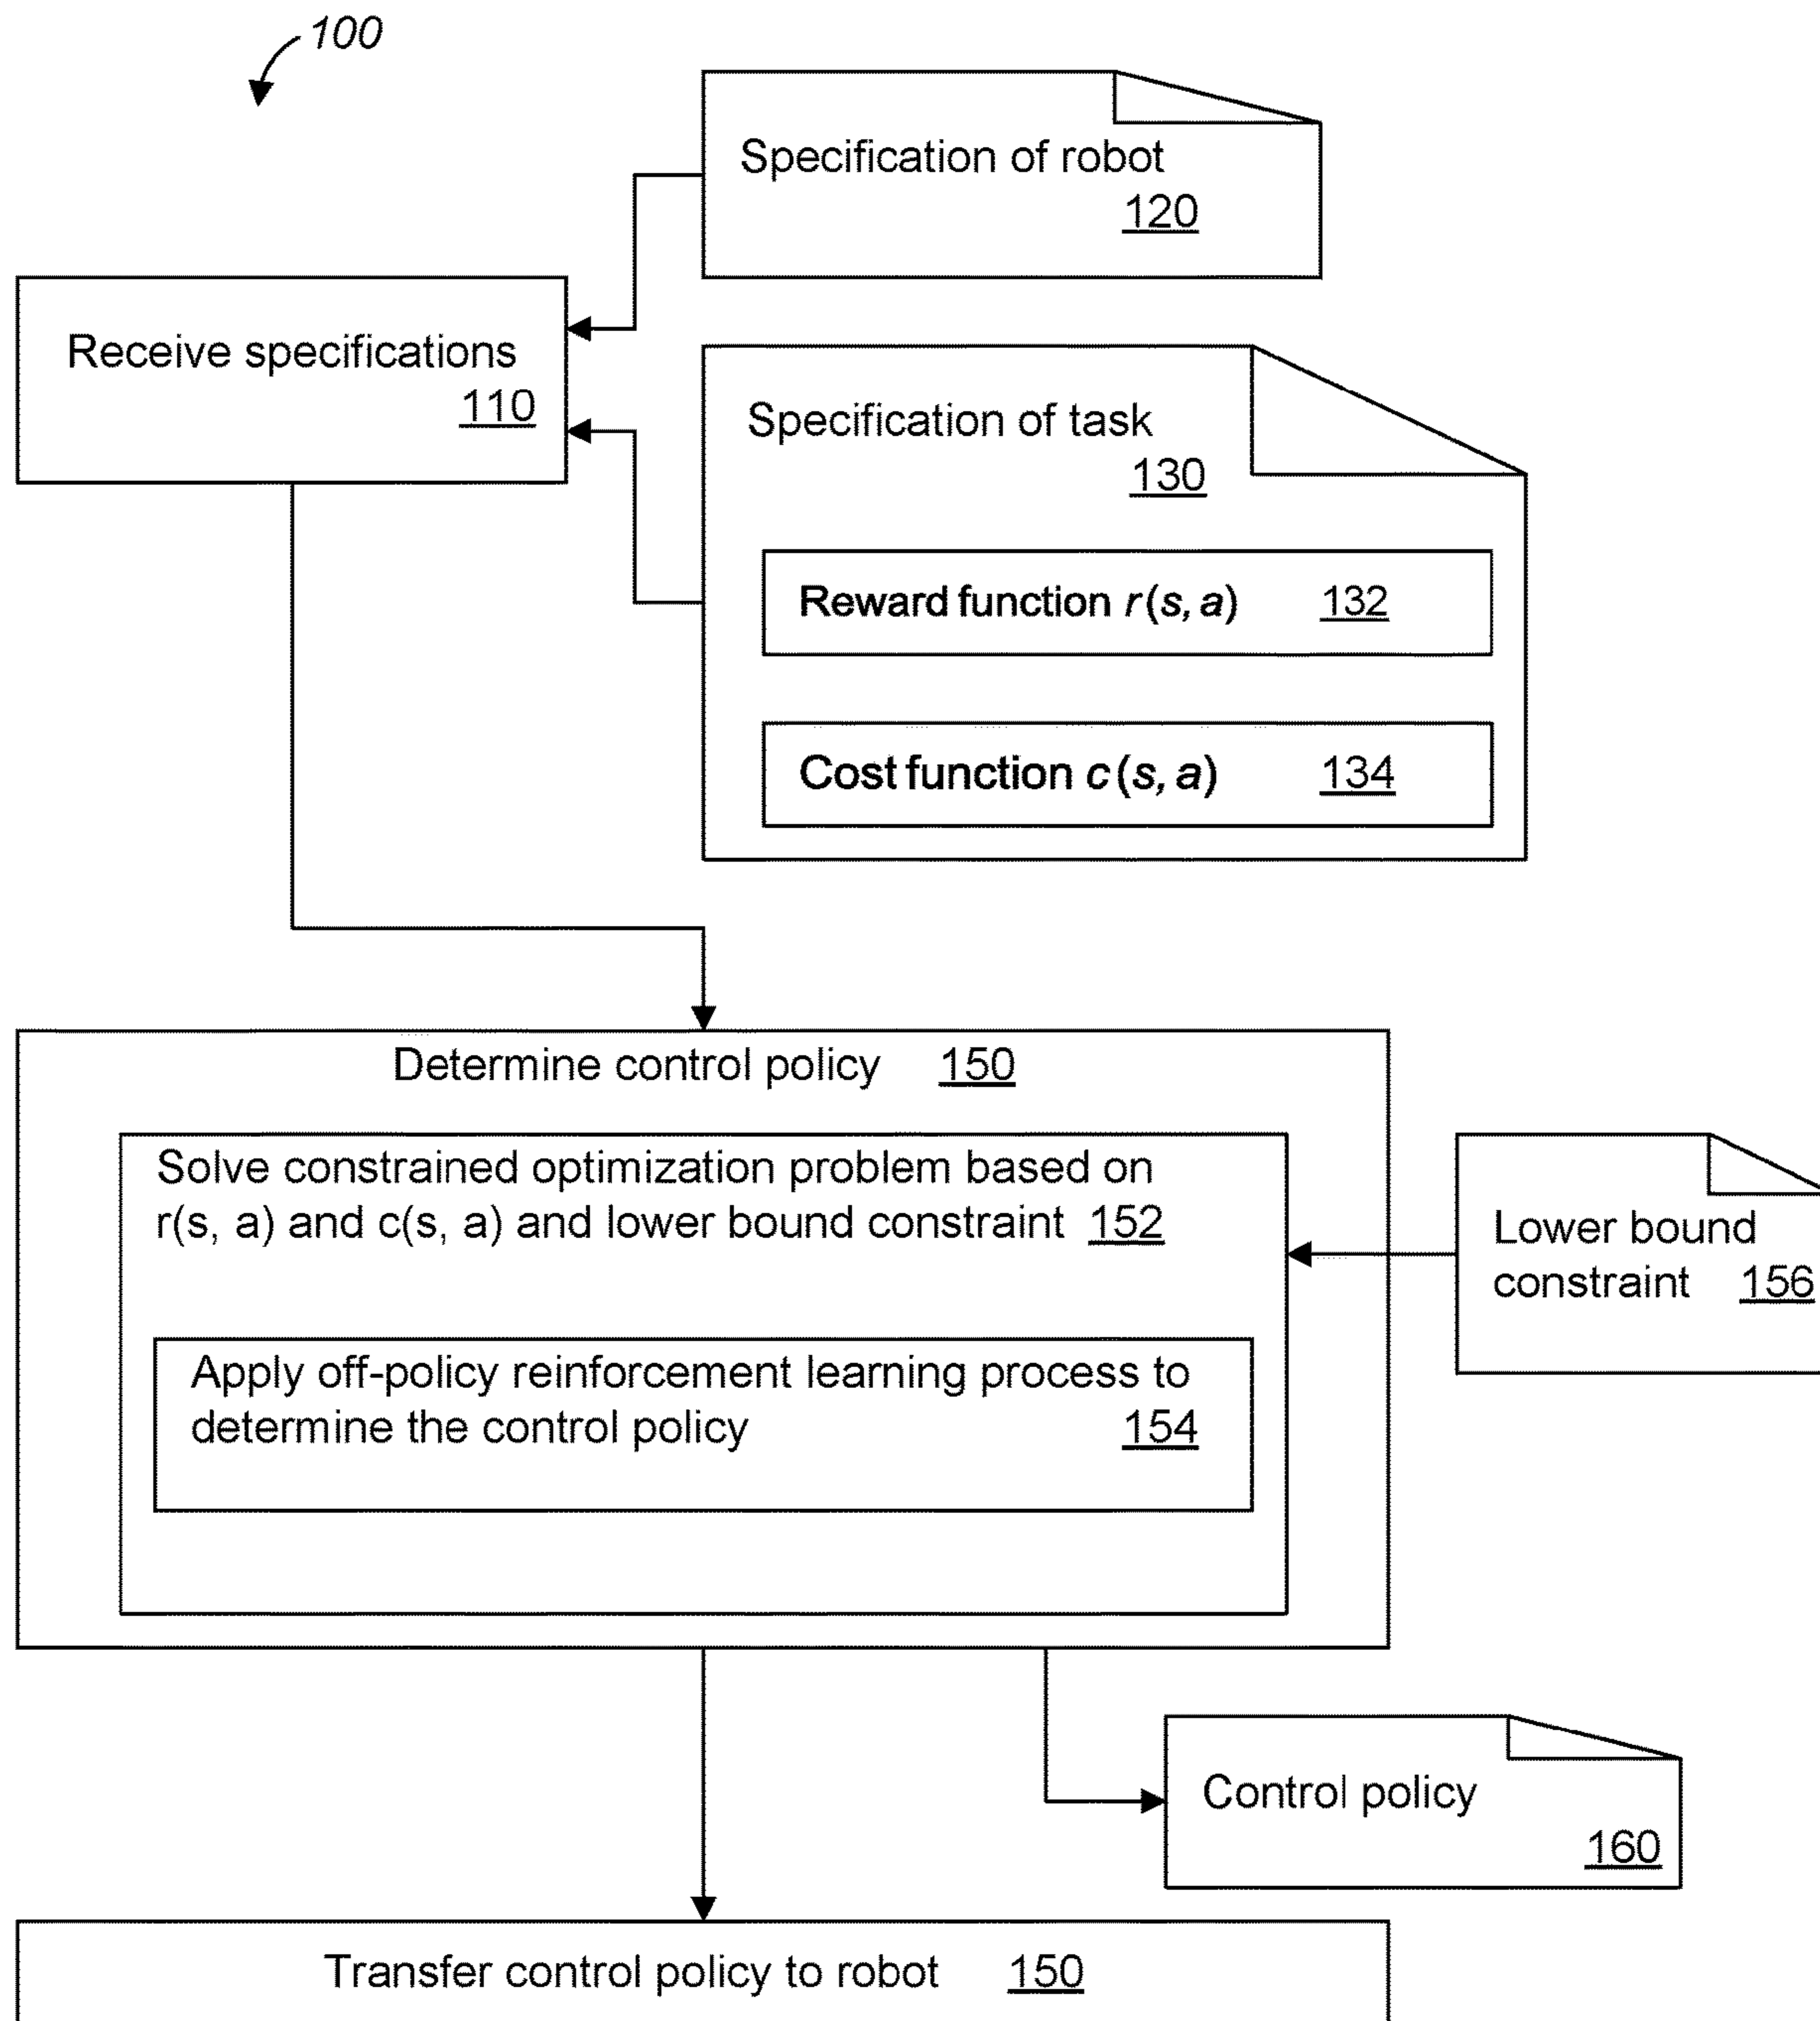 100
Specification of robot
120
Receive specifications
110
Specification of task
130
Reward function r(s, a) 132
Cost function c(s, a) 134
Determine control policy 150
Solve constrained optimization problem based on
r(s, a) and c(s, a) and lower bound constraint 152
Lower bound
constraint 156
Apply off-policy reinforcement learning process to
determine the control policy 154
Control policy
160
Transfer control policy to robot 150